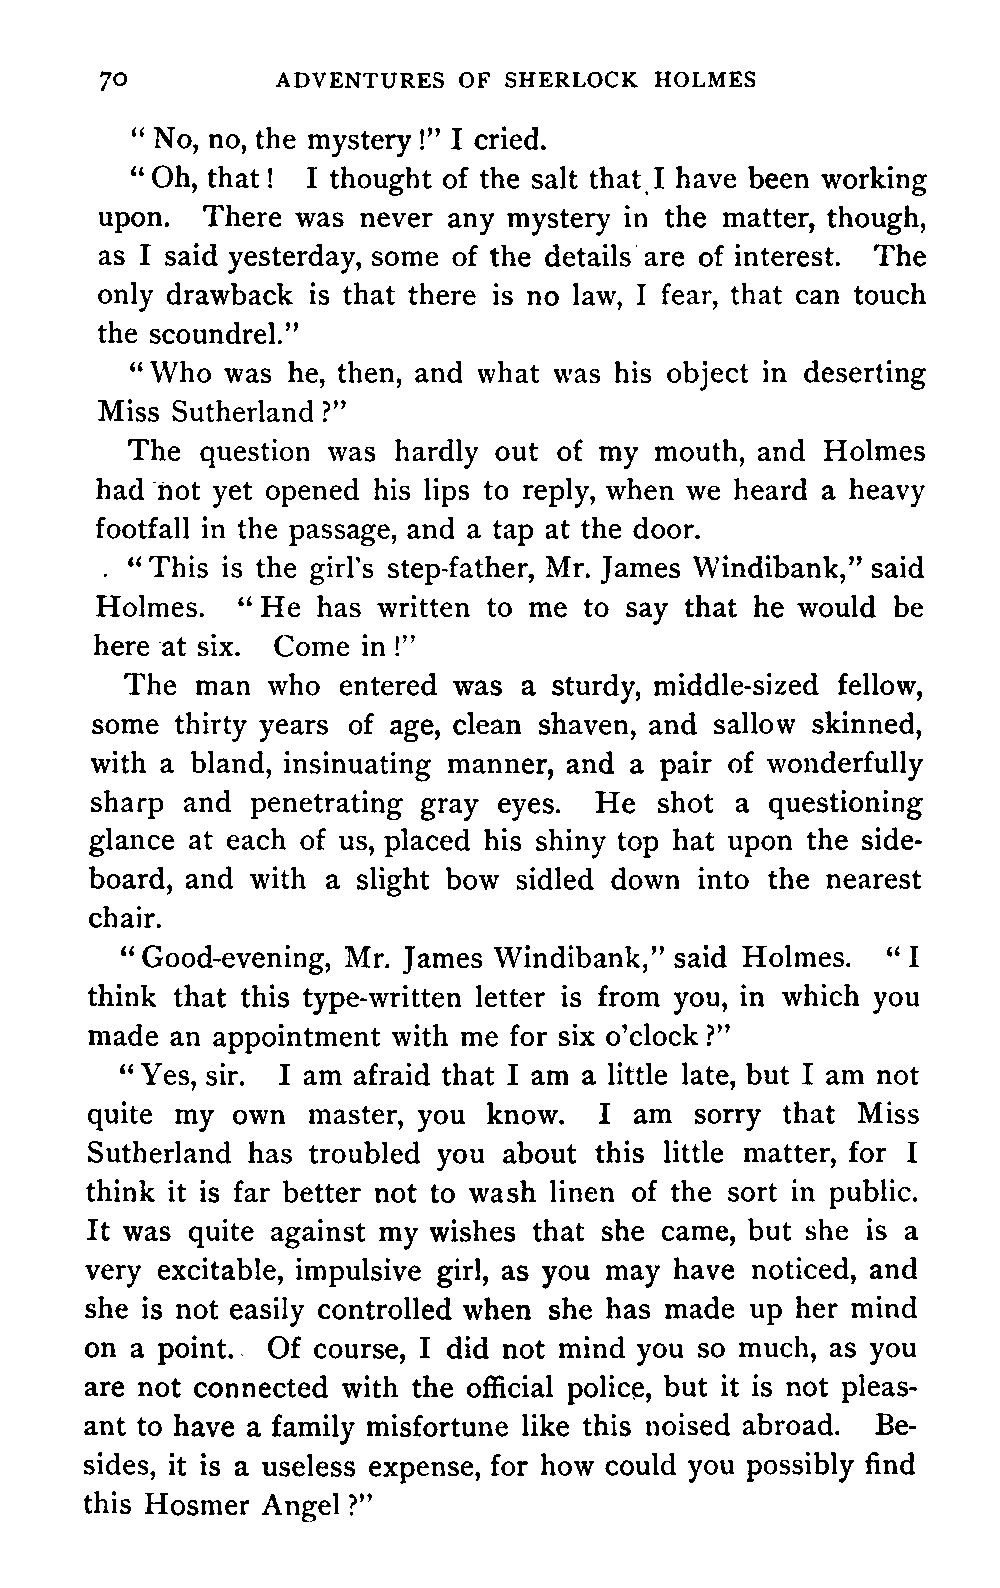 70 ADVENTURES OF SHERLOCK HOLMES
“ No, no, the mystery !” I cried.
“ Oh, that ! I thought of the salt that I have been working
upon. There was never any mystery in the matter, though,
as I said yesterday, some of the details are of interest. The
only drawback is that there is no law, I fear, that can touch
the scoundrel.”
“ Who was he, then, and what was his object in deserting
Miss Sutherland ?”
The question was hardly out of my mouth, and Holmes
had not yet opened his lips to reply, when we heard a heavy
footfall in the passage, and a tap at the door.
“ This is the girl’s step-father, Mr. James Windibank,” said
Holmes. “ He has written to me to say that he would be
here at six. Come in !”
The man who entered was a sturdy, middle-sized fellow,
some thirty years of age, clean shaven, and sallow skinned,
with a bland, insinuating manner, and a pair of wonderfully
sharp and penetrating gray eyes. He shot a questioning
glance at each of us, placed his shiny top hat upon the side-
board, and with a slight bow sidled down into the nearest
chair.
“ Good-evening, Mr. James Windibank,” said Holmes. “ I
think that this type-written letter is from you, in which you
made an appointment with me for six o’clock ?”
“ Yes, sir. I am afraid that I am a little late, but I am not
quite my own master, you know. I am sorry that Miss
Sutherland has troubled you about this little matter, for I
think it is far better not to wash linen of the sort in public.
It was quite against my wishes that she came, but she is a
very excitable, impulsive girl, as you may have noticed, and
she is not easily controlled when she has made up her mind
on a point. Of course, I did not mind you so much, as you
are not connected with the official police, but it is not pleas-
ant to have a family misfortune like this noised abroad. Be-
sides, it is a useless expense, for how could you possibly find
this Hosmer Angel ?”